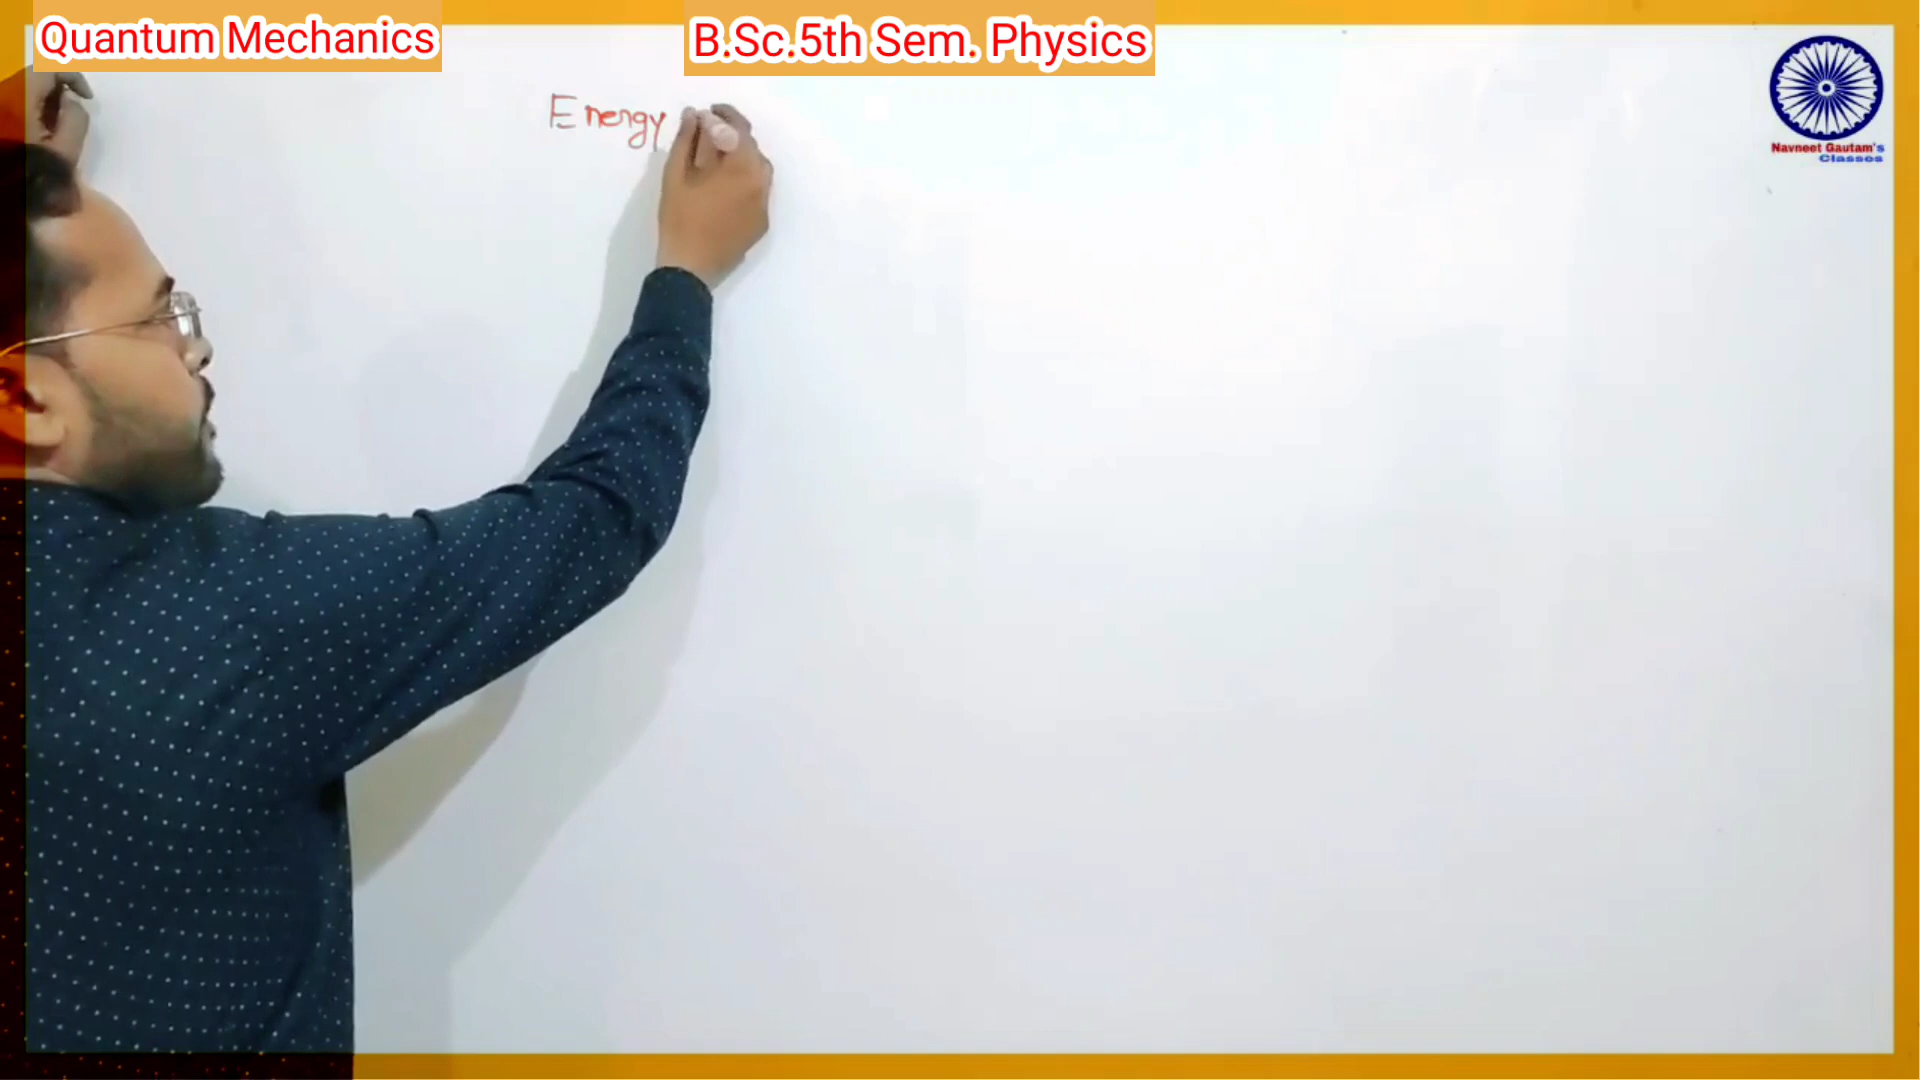 Quantum Mechanics
B.Sc.5th Sem. Physics
Energy
Navneet Gautam's
Classes